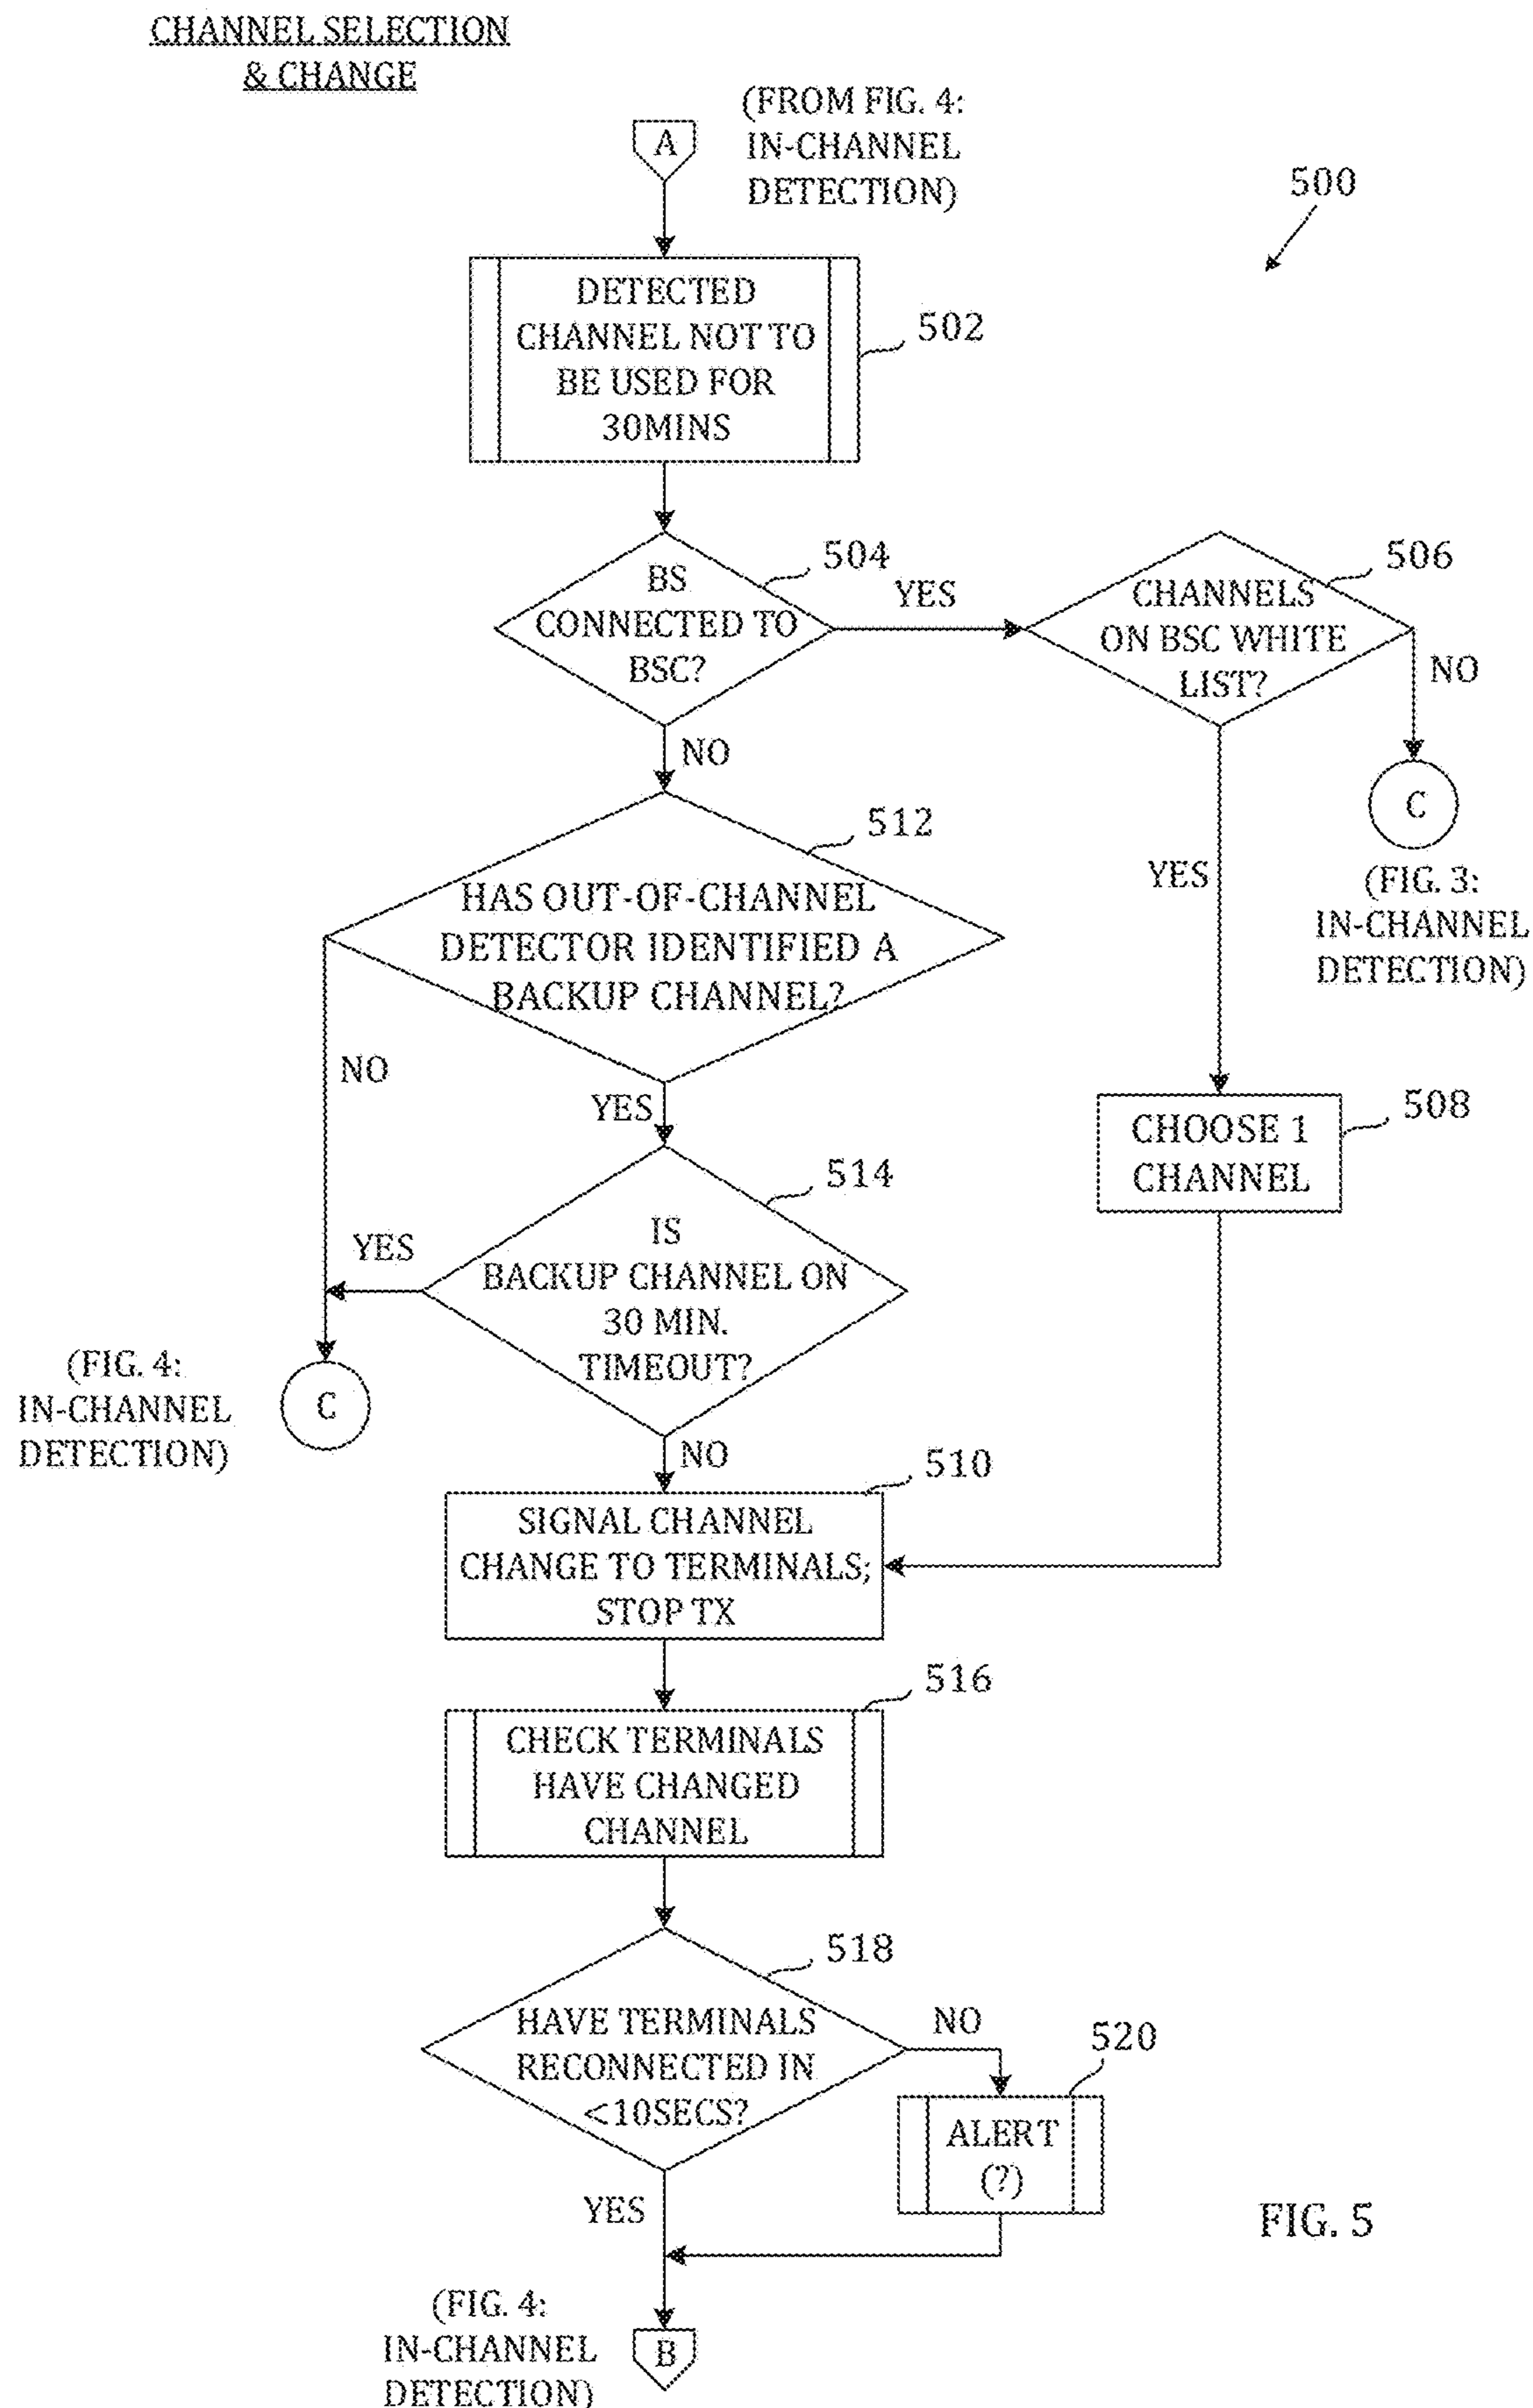 CHANNEL SELECTION
& CHANGE
(FROM FIG. 4:
IN-CHANNEL
DETECTION)
A
500
DETECTED
CHANNEL NOT TO
BE USED FOR
30MINS
502
BS
CONNECTED TO
BSC?
504
YES
CHANNELS
ON BSC WHITE
LIST?
506
NO
NO
C
(FIG. 3:
IN-CHANNEL
DETECTION)
YES
512
HAS OUT-OF-CHANNEL
DETECTOR IDENTIFIED A
BACKUP CHANNEL?
NO
YES
CHOOSE 1
CHANNEL
508
514
IS
BACKUP CHANNEL ON
30 MIN.
TIMEOUT?
YES
(FIG. 4:
IN-CHANNEL
DETECTION)
C
NO
510
SIGNAL CHANNEL
CHANGE TO TERMINALS;
STOP TX
516
CHECK TERMINALS
HAVE CHANGED
CHANNEL
518
HAVE TERMINALS
RECONNECTED IN
<10SECS?
NO
520
ALERT
(?)
YES
FIG. 5
(FIG. 4:
IN-CHANNEL
DETECTION)
B